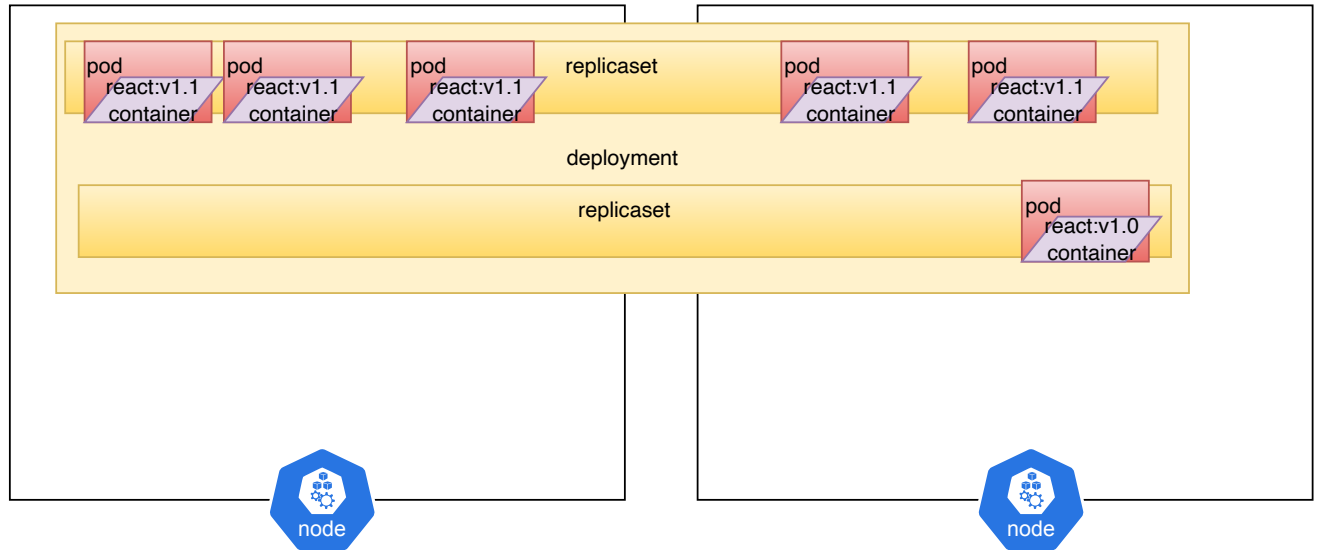 pod
react:v1.1
container
pod
react:v1.1
container
pod
react:v1.1
container
replicaset
pod
react:v1.1
container
pod
react:v1.1
container
deployment
replicaset
pod
react:v1.0
container
node
node